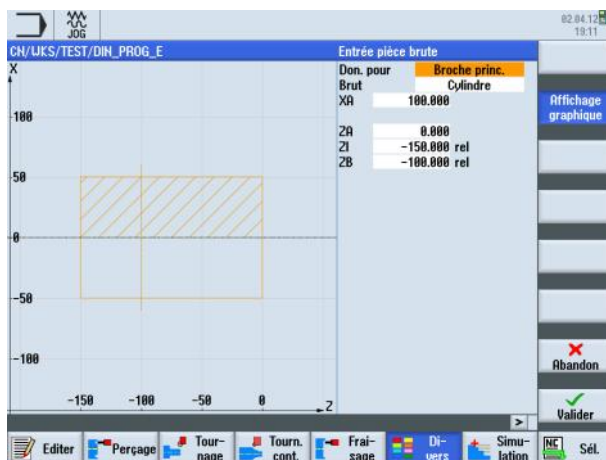 JOG
02.04.12
19:11
CN/WKS/TEST/DIN_PROG_E
Entrée pièce brute
X
Don. pour Broche princ.
Brut Cylindre
XA 100.000
ZA 0.000
ZI -150.000 rel
ZB -100.000 rel
Affichage
graphique
100
50
0
-50
-100
-150 -100 -50 0 Z
Abandon
Valider
>
Editer
Perçage
Tour-
nage
Tourn.
cont.
Frai-
sage
Di-
vers
Simu-
lation
NC
Sél.